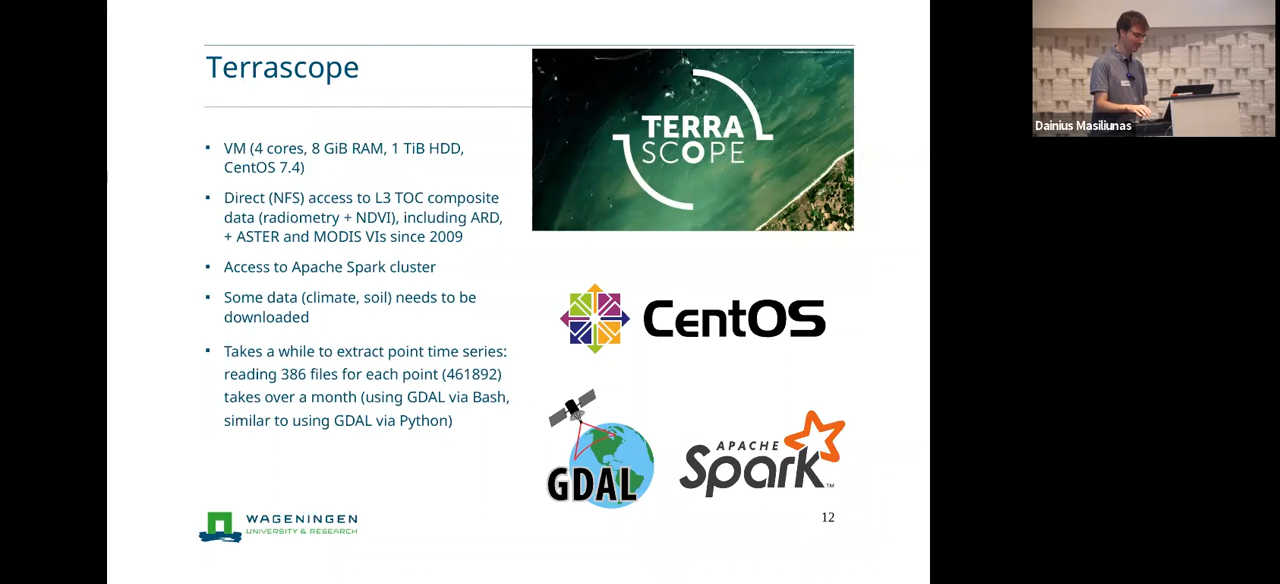 Terrascope
TERRA
SCOPE
▪ VM (4 cores, 8 GiB RAM, 1 TiB HDD,
CentOS 7.4)
▪ Direct (NFS) access to L3 TOC composite
data (radiometry + NDVI), including ARD,
+ ASTER and MODIS VIs since 2009
▪ Access to Apache Spark cluster
▪ Some data (climate, soil) needs to be
downloaded
▪ Takes a while to extract point time series:
reading 386 files for each point (461892)
takes over a month (using GDAL via Bash,
similar to using GDAL via Python)
CentOS
GDAL
APACHE
Spark™
WAGENINGEN
UNIVERSITY & RESEARCH
12
Dainius Masiliunas